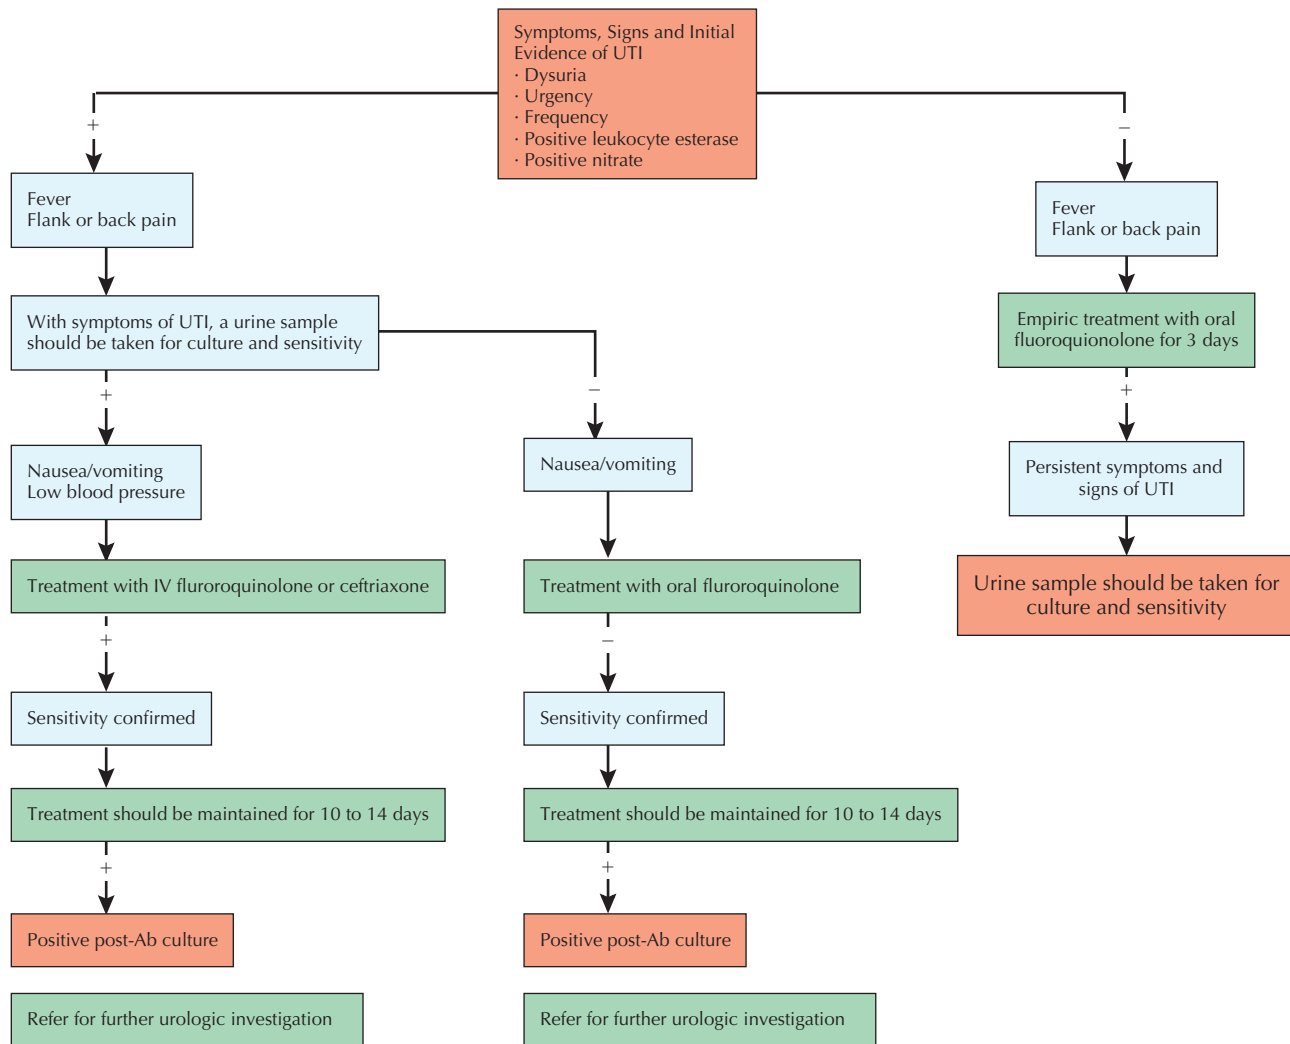 Symptoms, Signs and Initial
Evidence of UTI
· Dysuria
· Urgency
· Frequency
· Positive leukocyte esterase
· Positive nitrate
+
−
Fever
Flank or back pain
Fever
Flank or back pain
With symptoms of UTI, a urine sample
should be taken for culture and sensitivity
Empiric treatment with oral
fluoroquionolone for 3 days
+
−
+
Nausea/vomiting
Low blood pressure
Nausea/vomiting
Persistent symptoms and
signs of UTI
Treatment with IV fluroroquinolone or ceftriaxone
Treatment with oral fluroroquinolone
Urine sample should be taken for
culture and sensitivity
+
−
Sensitivity confirmed
Sensitivity confirmed
Treatment should be maintained for 10 to 14 days
Treatment should be maintained for 10 to 14 days
+
+
Positive post-Ab culture
Positive post-Ab culture
Refer for further urologic investigation
Refer for further urologic investigation